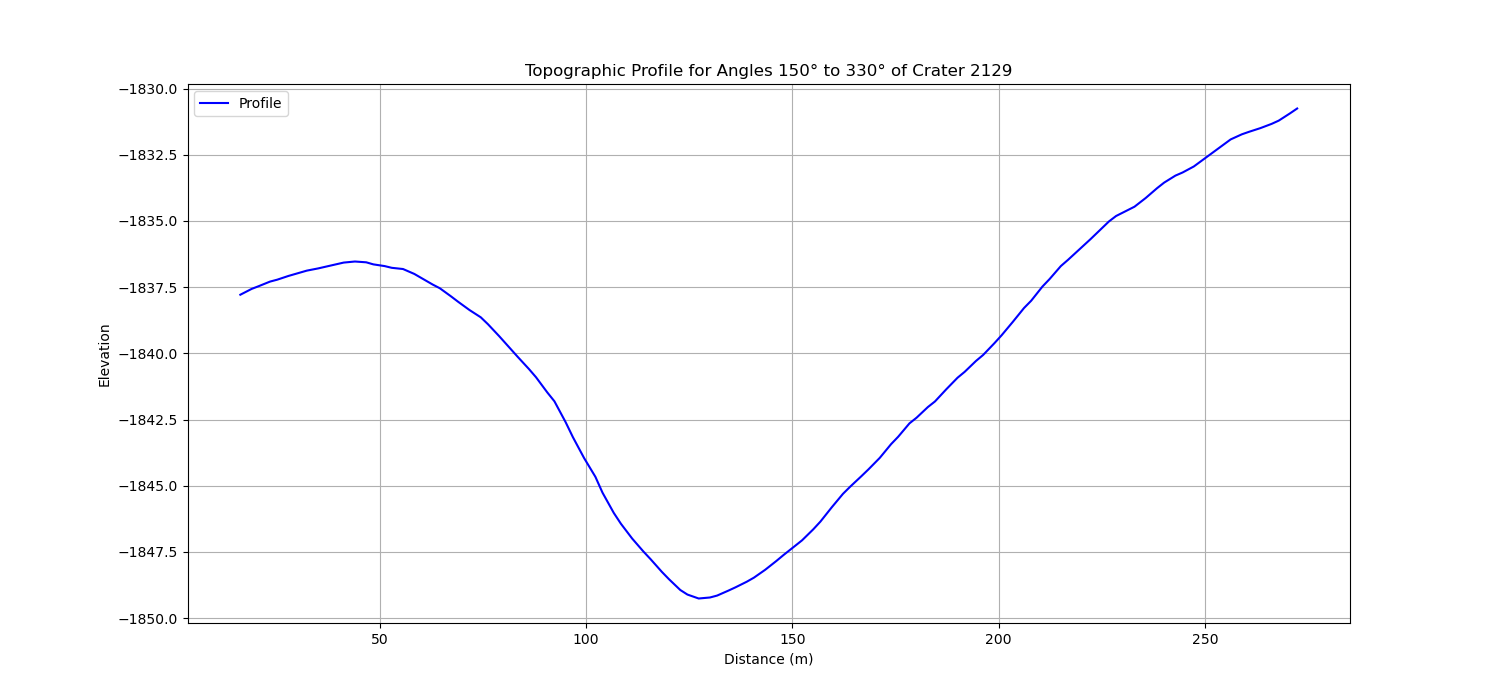 Topographic Profile for Angles 150° to 330° of Crater 2129
Profile
−1830.0
−1832.5
−1835.0
−1837.5
−1840.0
−1842.5
−1845.0
−1847.5
−1850.0
Elevation
50 100 150 200 250
Distance (m)